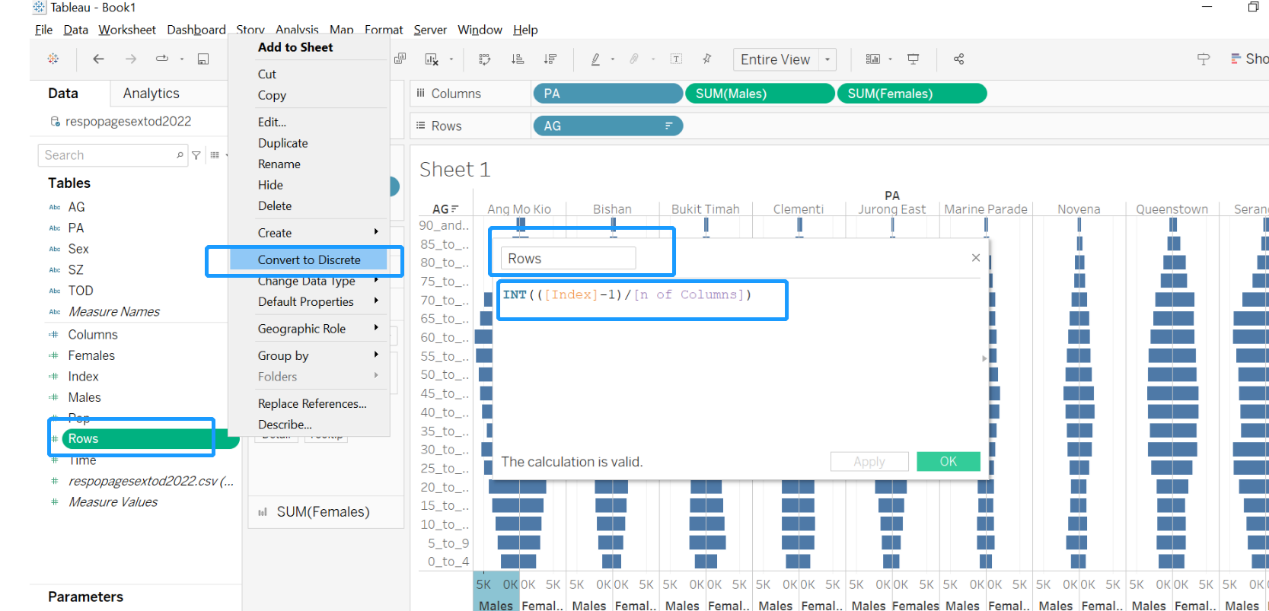 Tableau - Book1
File Data Worksheet Dashboard Story Analysis Map Format Server Window Help
Entire View
Sho
Data Analytics
respopagesextod2022
Search
Tables
Abc AG
Abc PA
Abc Sex
Abc SZ
Abc TOD
Abc Measure Names
Columns
Females
Index
Males
Pop
Rows
Time
respopagesextod2022.csv (...
Measure Values
Parameters
Add to Sheet
Cut
Copy
Edit...
Duplicate
Rename
Hide
Delete
Create
Convert to Discrete
Change Data Type
Default Properties
Geographic Role
Group by
Folders
Replace References...
Describe...
Detail Tooltip
SUM(Females)
Columns PA SUM(Males) SUM(Females)
Rows AG
Sheet 1
PA
AG Ang Mo Kio Bishan Bukit Timah Clementi Jurong East Marine Parade Novena Queenstown Seran
90_and..
85_to_..
80_to_..
75_to_..
70_to_..
65_to_..
60_to_..
55_to_..
50_to_..
45_to_..
40_to_..
35_to_..
30_to_..
25_to_..
20_to_..
15_to_..
10_to_..
5_to_9
0_to_4
Rows
INT(([Index]-1)/[n of Columns])
The calculation is valid.
Apply OK
5K 0K 0K 5K 5K 0K 0K 5K 5K 0K 0K 5K 5K 0K 0K 5K 5K 0K 0K 5K 5K 0K 0K 5K 5K 0K 0K 5K 5K 0K 0K 5K 5K 0K
Males Femal.. Males Femal.. Males Femal.. Males Femal.. Males Females Males Femal.. Males Femal.. Males Femal.. Males